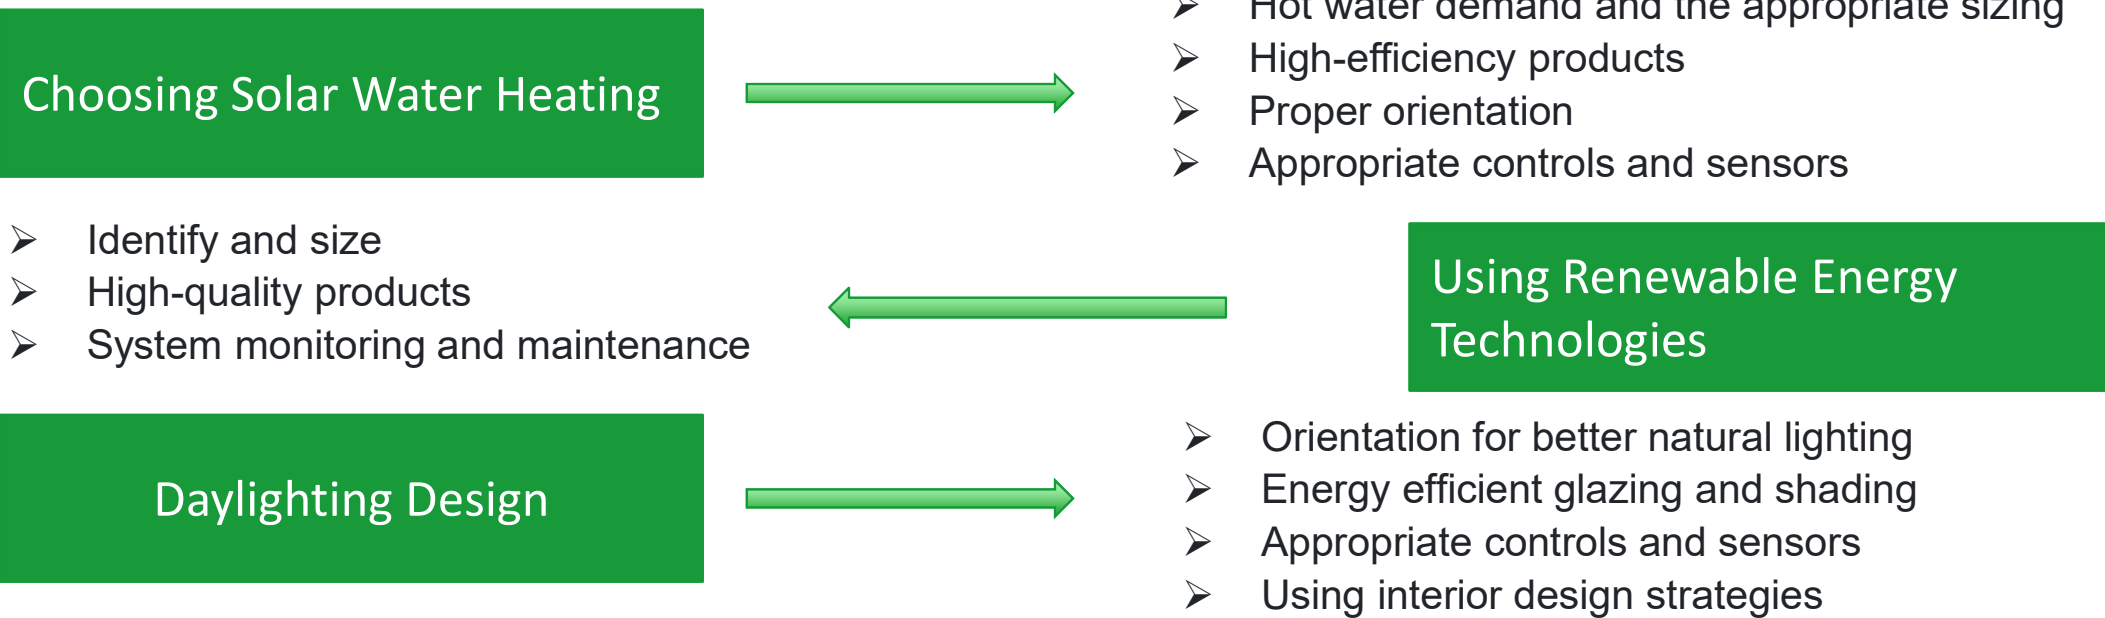 Choosing Solar Water Heating
➢ Hot water demand and the appropriate sizing
➢ High-efficiency products
➢ Proper orientation
➢ Appropriate controls and sensors
➢ Identify and size
➢ High-quality products
➢ System monitoring and maintenance
Using Renewable Energy
Technologies
Daylighting Design
➢ Orientation for better natural lighting
➢ Energy efficient glazing and shading
➢ Appropriate controls and sensors
➢ Using interior design strategies